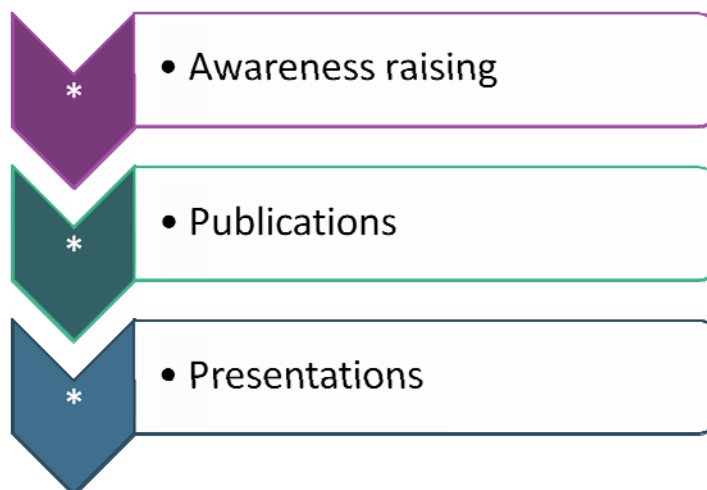 *
• Awareness raising
*
• Publications
*
• Presentations